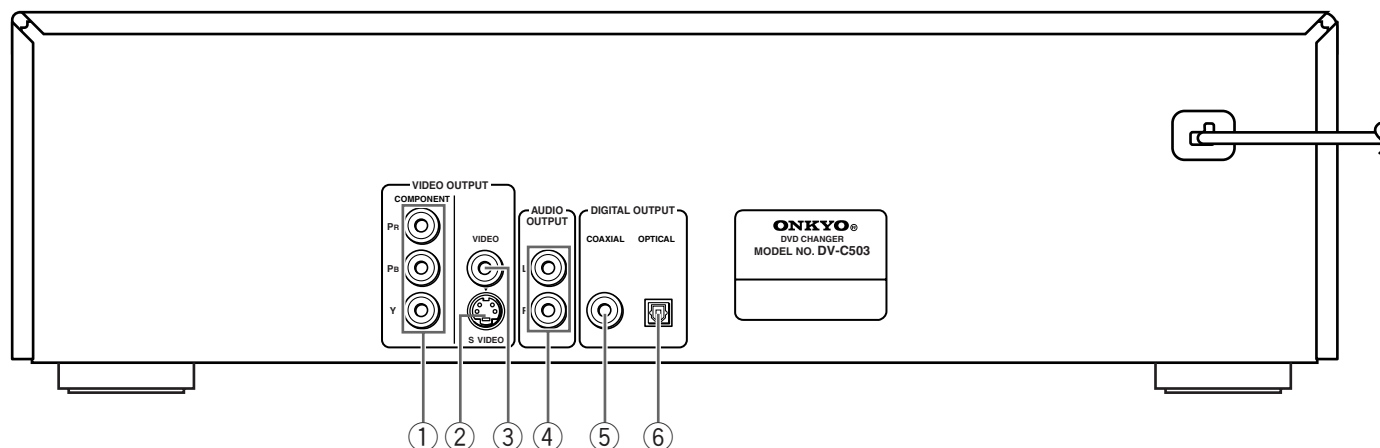 VIDEO OUTPUT
COMPONENT
PR
PB
Y
VIDEO
S VIDEO
AUDIO
OUTPUT
L
R
DIGITAL OUTPUT
COAXIAL OPTICAL
ONKYO®
DVD CHANGER
MODEL NO. DV-C503
① ② ③ ④ ⑤ ⑥